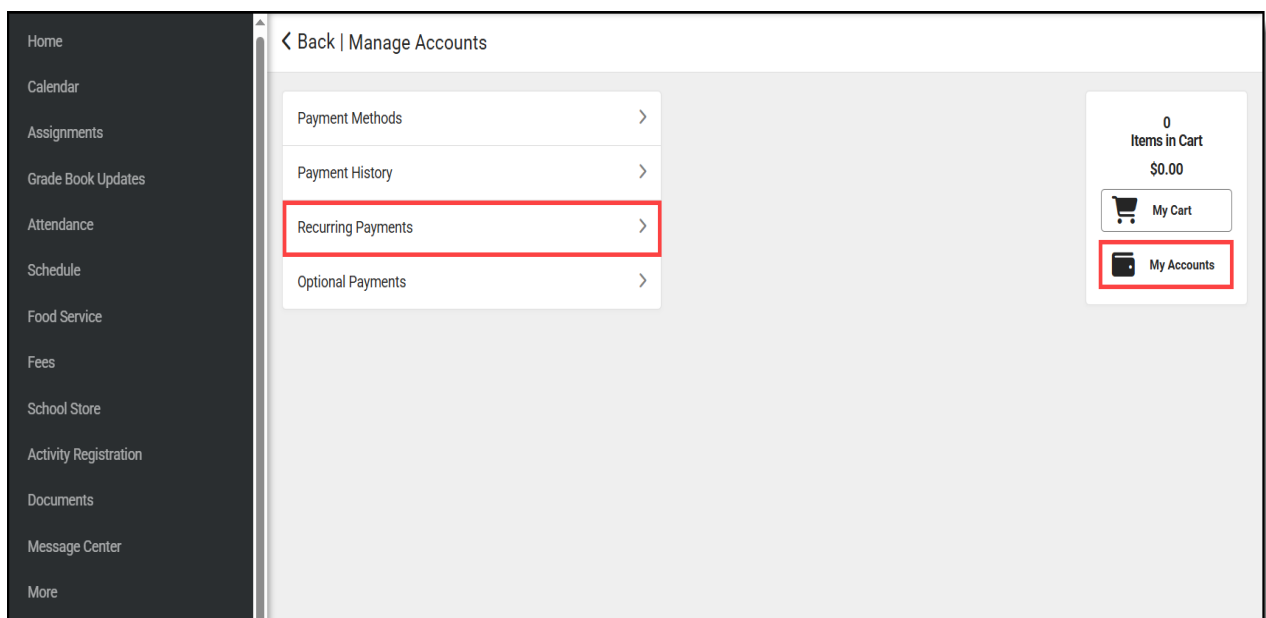 Home
Calendar
Assignments
Grade Book Updates
Attendance
Schedule
Food Service
Fees
School Store
Activity Registration
Documents
Message Center
More
Back | Manage Accounts
Payment Methods
Payment History
Recurring Payments
Optional Payments
0
Items in Cart
$0.00
My Cart
My Accounts